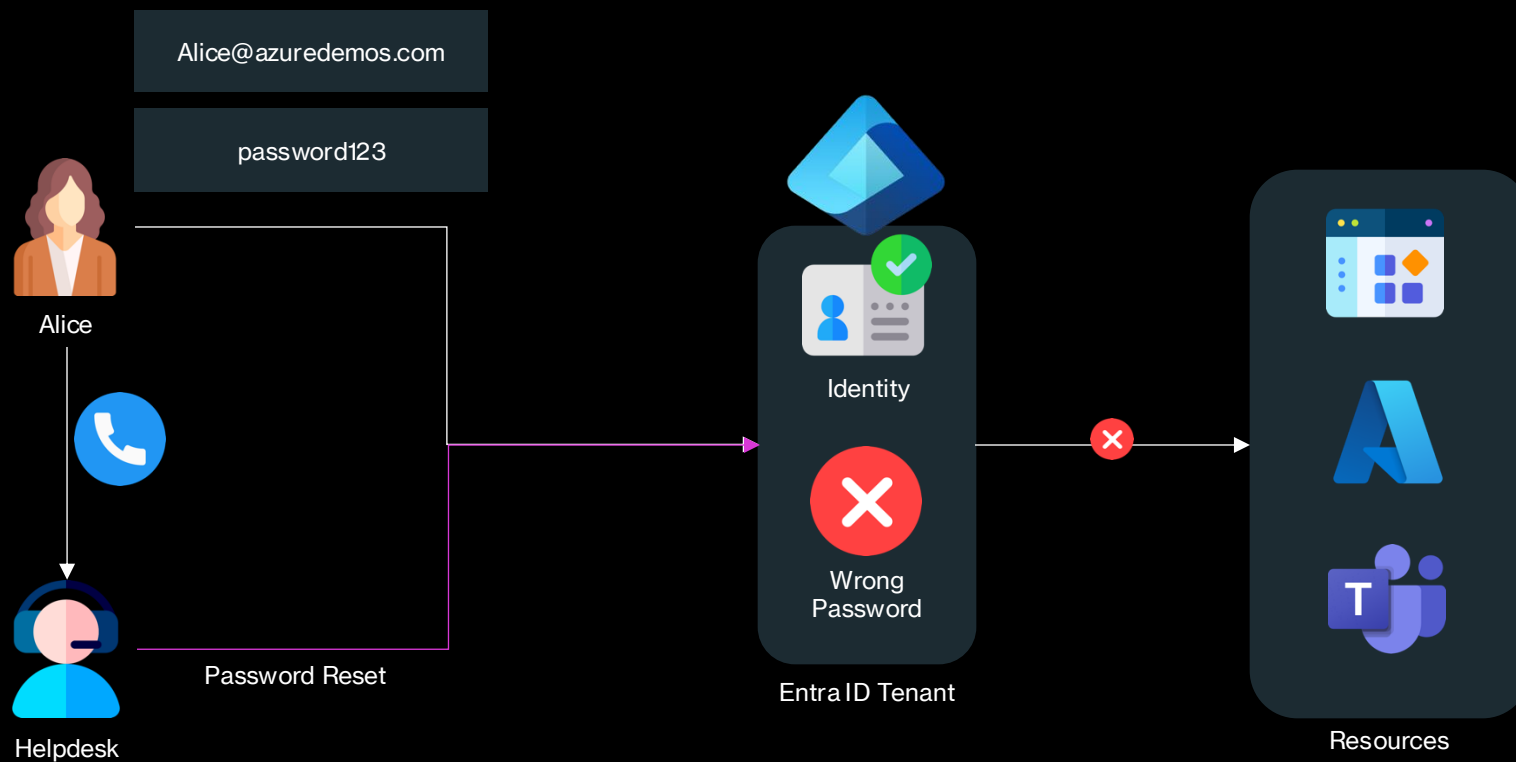 Alice@azuredemos.com
password123
Alice
Identity
Wrong
Password
T
Password Reset
Entra ID Tenant
Helpdesk
Resources